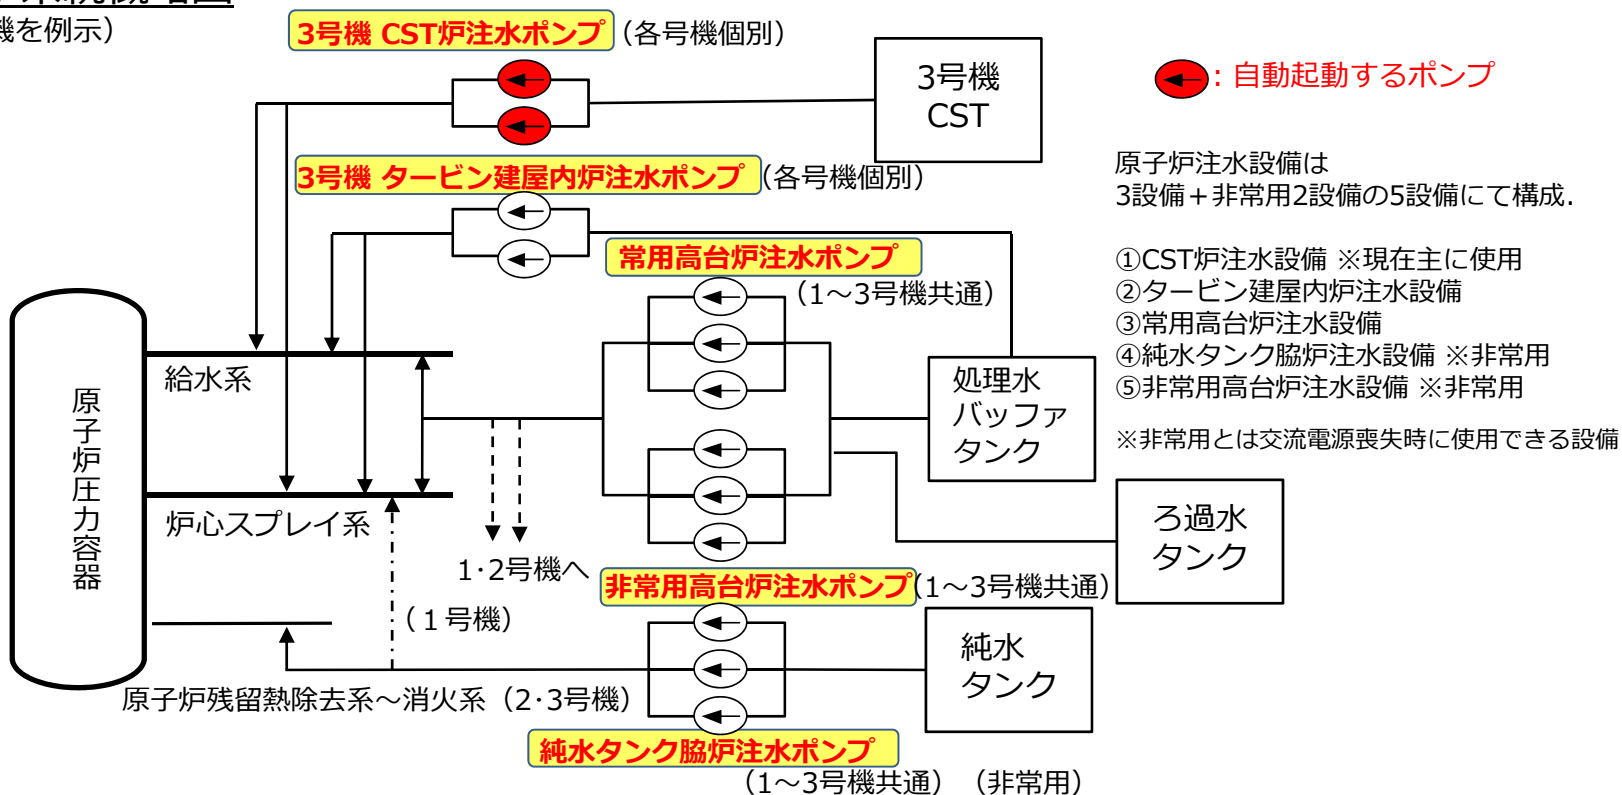 機を例示）
3号機 CST炉注水ポンプ（各号機個別）
3号機
CST
：自動起動するポンプ
3号機 タービン建屋内炉注水ポンプ（各号機個別）
原子炉注水設備は
3設備＋非常用2設備の5設備にて構成.
①CST炉注水設備 ※現在主に使用
②タービン建屋内炉注水設備
③常用高台炉注水設備
④純水タンク脇炉注水設備 ※非常用
⑤非常用高台炉注水設備 ※非常用
※非常用とは交流電源喪失時に使用できる設備
常用高台炉注水ポンプ
（1～3号機共通）
給水系
原子炉圧力容器
処理水
バッファ
タンク
炉心スプレイ系
ろ過水
タンク
1･2号機へ
非常用高台炉注水ポンプ（1～3号機共通）
（１号機）
純水
タンク
原子炉残留熱除去系～消火系（2･3号機）
純水タンク脇炉注水ポンプ
（1～3号機共通）（非常用）